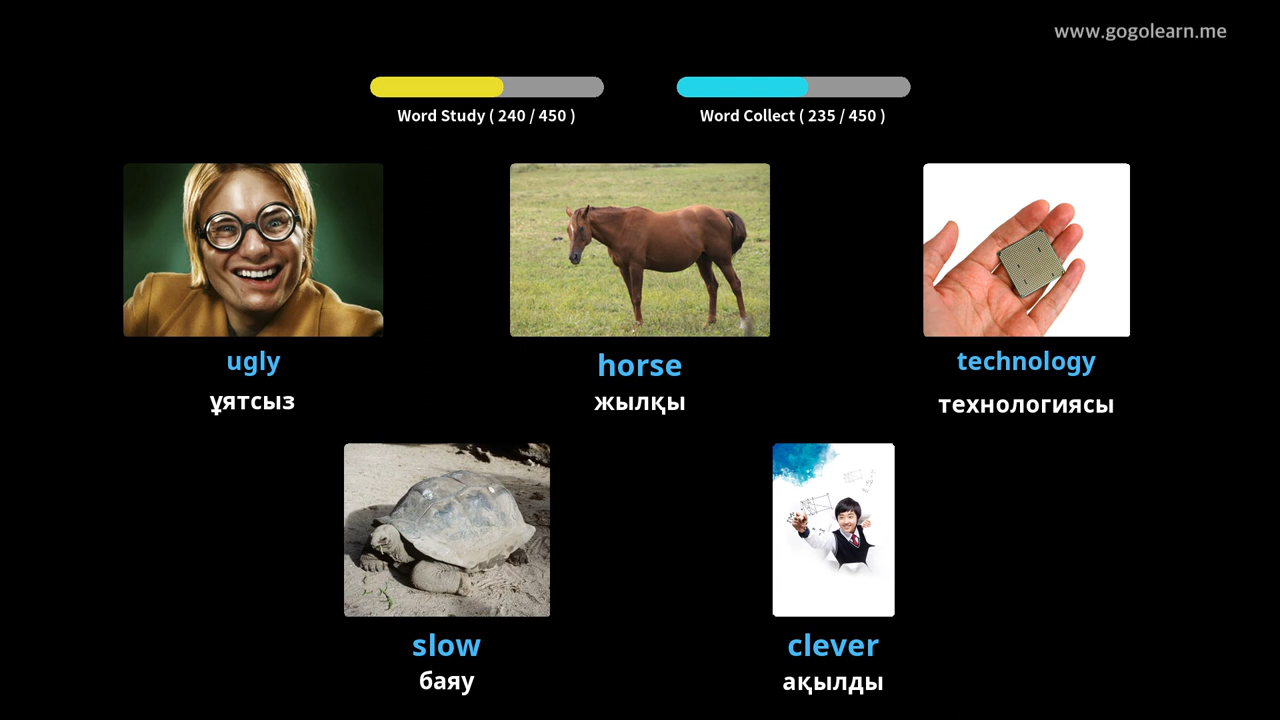 www.gogolearn.me
Word Study ( 240 / 450 )
Word Collect ( 235 / 450 )
ugly
ұятсыз
horse
жылқы
technology
технологиясы
slow
баяу
clever
ақылды